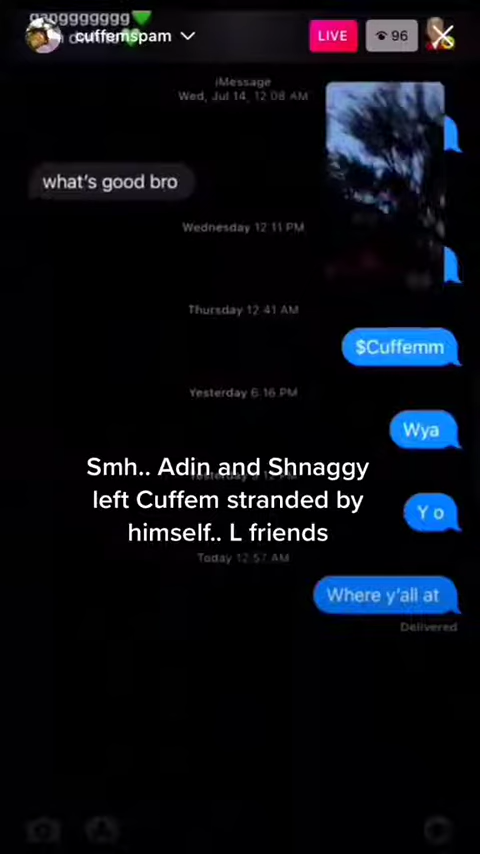 gggggggggg💚
cuffemspam
LIVE
96
iMessage
Wed, Jul 14, 12:08 AM
what's good bro
Wednesday 12:11 PM
Thursday 12:41 AM
$Cuffemm
Yesterday 6:16 PM
Wya
Smh.. Adin and Shnaggy
left Cuffem stranded by
himself.. L friends
Y o
Today 12:57 AM
Where y'all at
Delivered